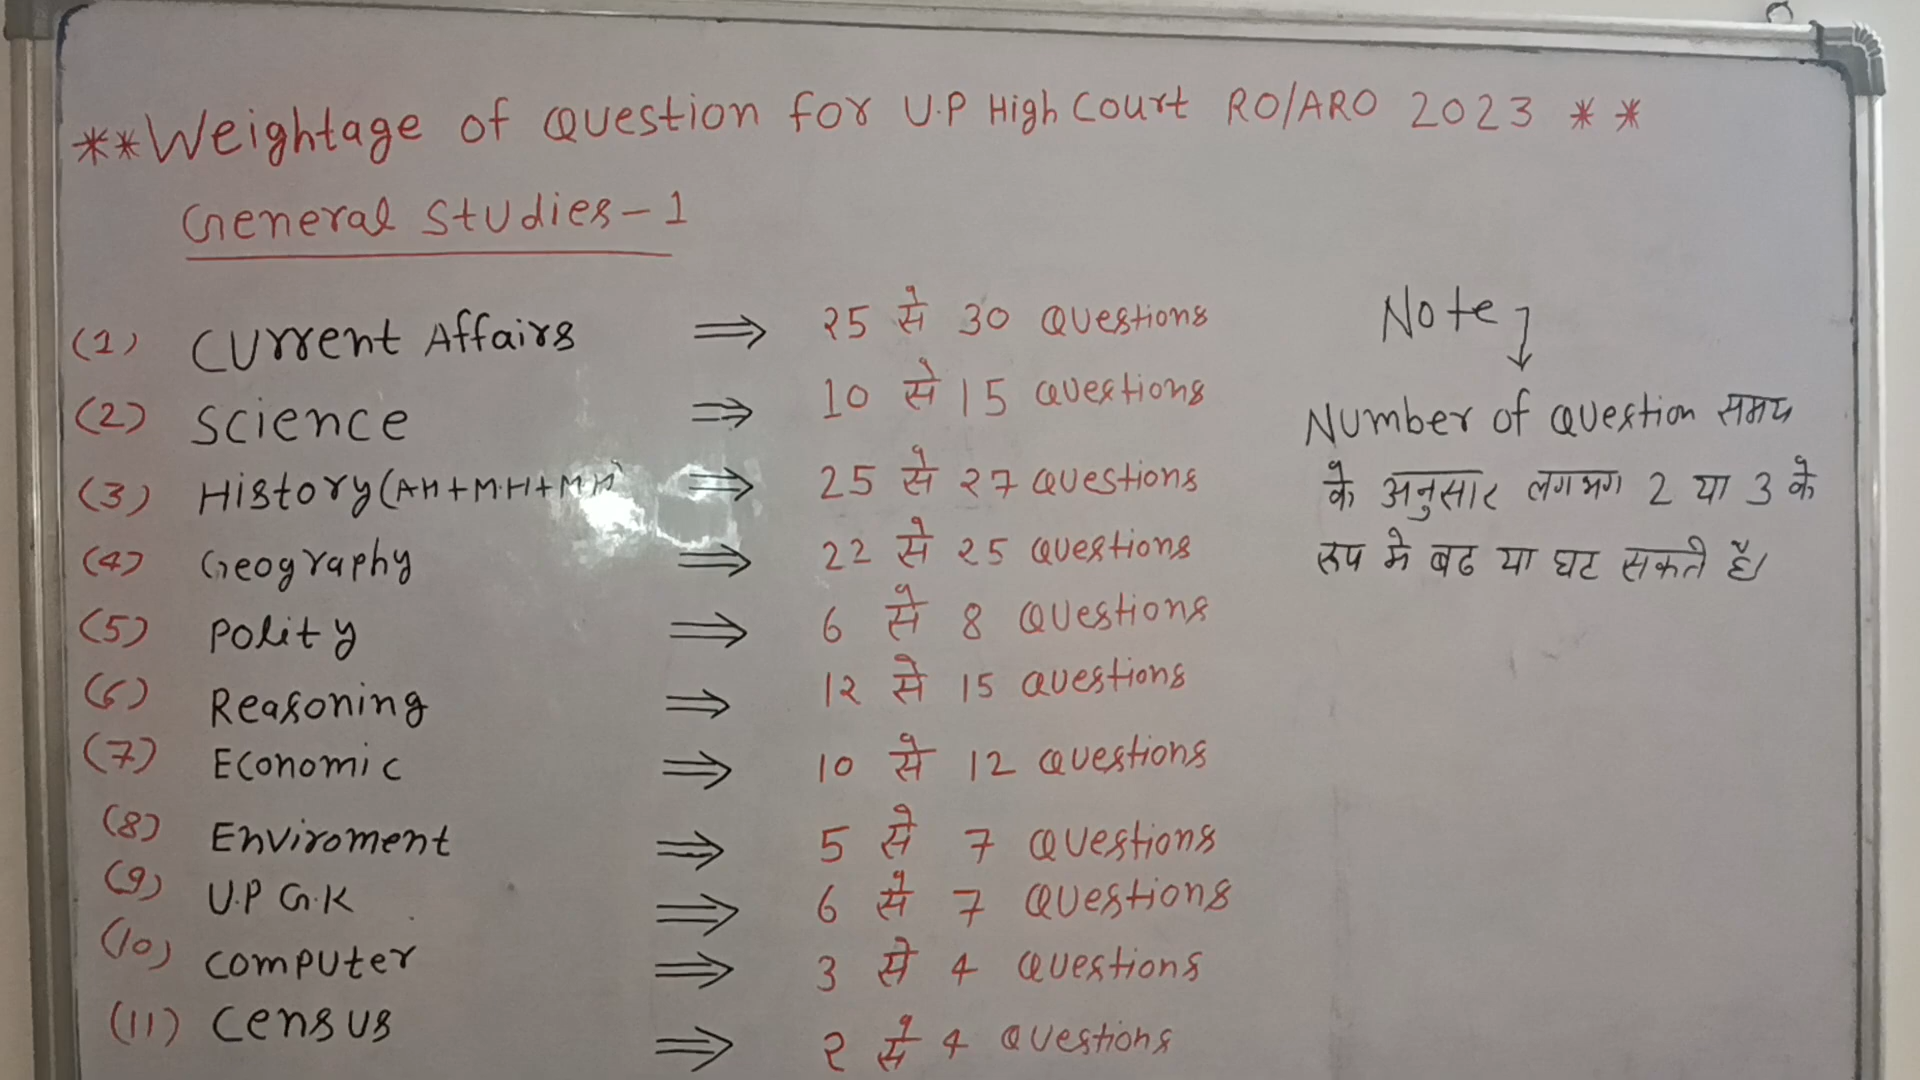 **Weightage of Question for U.P High Court RO/ARO 2023 **
General Studies-1
(1) Current Affairs ⇒ 25 से 30 Questions
(2) Science ⇒ 10 से 15 Questions
(3) History (AH+M.H+MH) ⇒ 25 से 27 Questions
(4) Geography ⇒ 22 से 25 Questions
(5) Polity ⇒ 6 से 8 Questions
(6) Reasoning ⇒ 12 से 15 Questions
(7) Economic ⇒ 10 से 12 Questions
(8) Enviroment ⇒ 5 से 7 Questions
(9) U.P G.K ⇒ 6 से 7 Questions
(10) Computer ⇒ 3 से 4 Questions
(11) Census ⇒ 2 से 4 Questions
Note
Number of Question समय
के अनुसार लगभग 2 या 3 के
रूप मे बढ या घट सकती है।